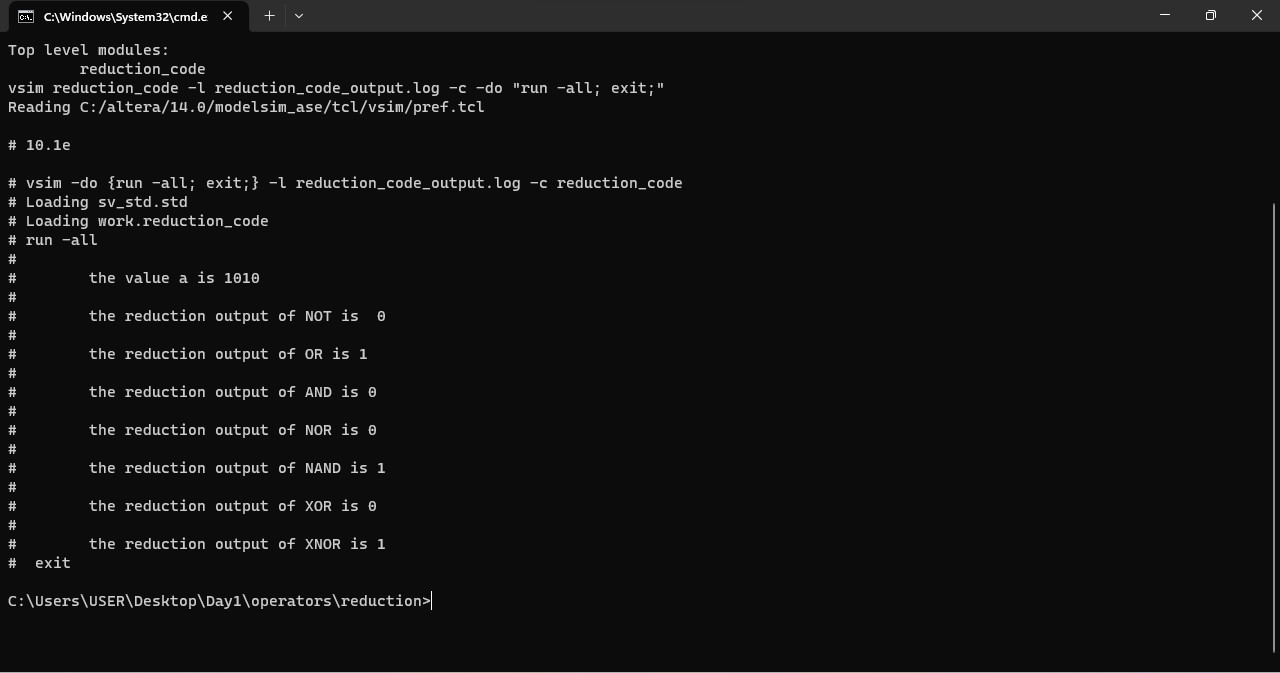 C:\Windows\System32\cmd.e
Top level modules:
        reduction_code
vsim reduction_code -l reduction_code_output.log -c -do "run -all; exit;"
Reading C:/altera/14.0/modelsim_ase/tcl/vsim/pref.tcl

# 10.1e

# vsim -do {run -all; exit;} -l reduction_code_output.log -c reduction_code
# Loading sv_std.std
# Loading work.reduction_code
# run -all
#
#        the value a is 1010
#
#        the reduction output of NOT is  0
#
#        the reduction output of OR is 1
#
#        the reduction output of AND is 0
#
#        the reduction output of NOR is 0
#
#        the reduction output of NAND is 1
#
#        the reduction output of XOR is 0
#
#        the reduction output of XNOR is 1
#  exit

C:\Users\USER\Desktop\Day1\operators\reduction>